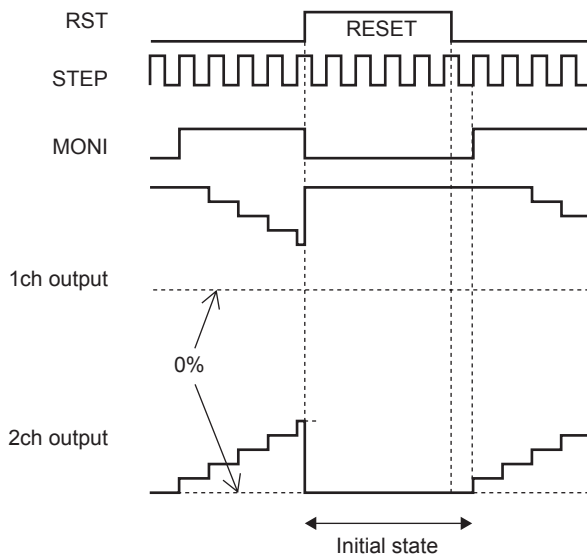 RST
RESET
STEP
MONI
1ch output
0%
2ch output
Initial state